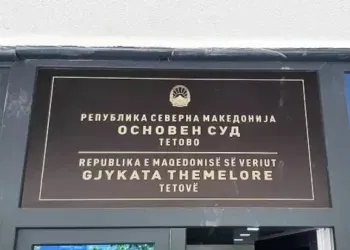 РЕПУБЛИКА СЕВЕРНА МАКЕДОНИЈА
ОСНОВЕН СУД
ТЕТОВО
REPUBLIKA E MAQEDONISË SË VERIUT
GJYKATA THEMELORE
TETOVË